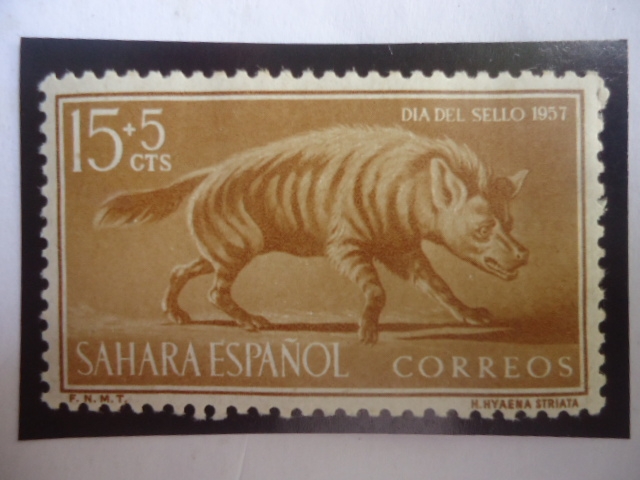 15+5
CTS
DIA DEL SELLO 1957
SAHARA ESPAÑOL
CORREOS
F. N. M. T.
H. HYAENA STRIATA